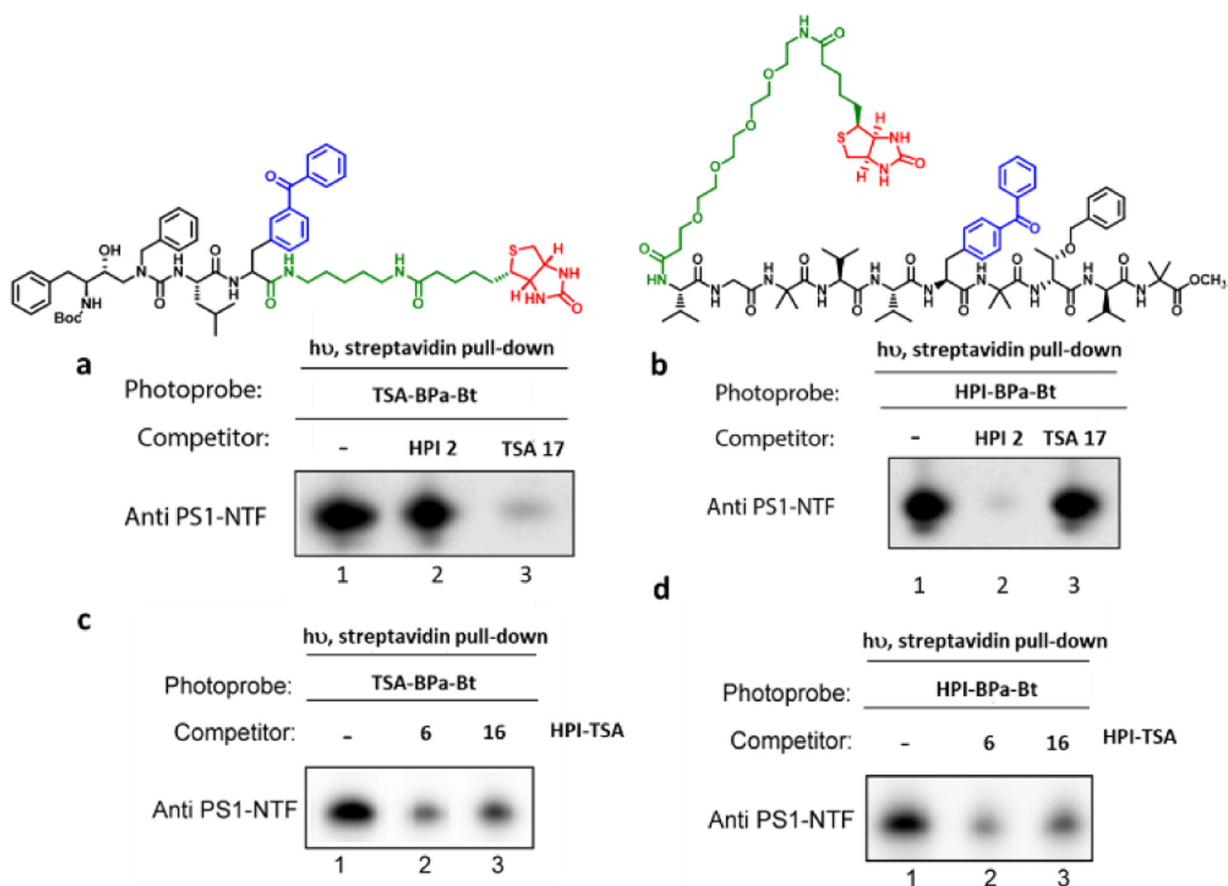 H
N
O
O
O
O
O
S
H
NH
O
N
H
H
O
O
HN
O
O
O
OCH₃
O
OH
N
H
N
O
O
N
H
O
H
N
N
H
O
S
H
H
NH
HN
O
NH
Boc
a
hυ, streptavidin pull-down
Photoprobe:
TSA-BPa-Bt
Competitor:
-
HPI 2
TSA 17
Anti PS1-NTF
1 2 3
b
hυ, streptavidin pull-down
Photoprobe:
HPI-BPa-Bt
Competitor:
-
HPI 2
TSA 17
Anti PS1-NTF
1 2 3
c
hυ, streptavidin pull-down
Photoprobe:
TSA-BPa-Bt
Competitor:
-
6
16
HPI-TSA
Anti PS1-NTF
1 2 3
d
hυ, streptavidin pull-down
Photoprobe:
HPI-BPa-Bt
Competitor:
-
6
16
HPI-TSA
Anti PS1-NTF
1 2 3